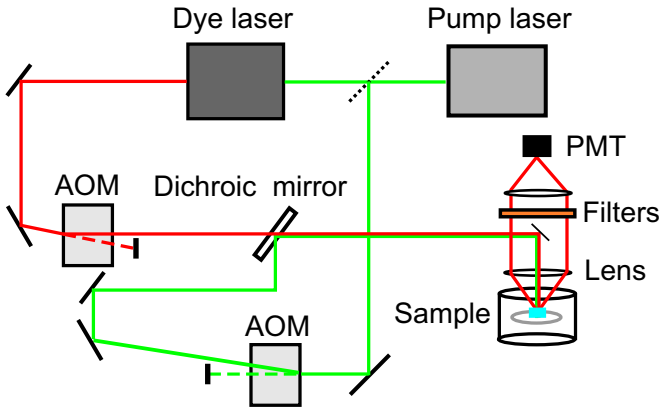 Dye laser
Pump laser
PMT
AOM
Dichroic mirror
Filters
Lens
Sample
AOM